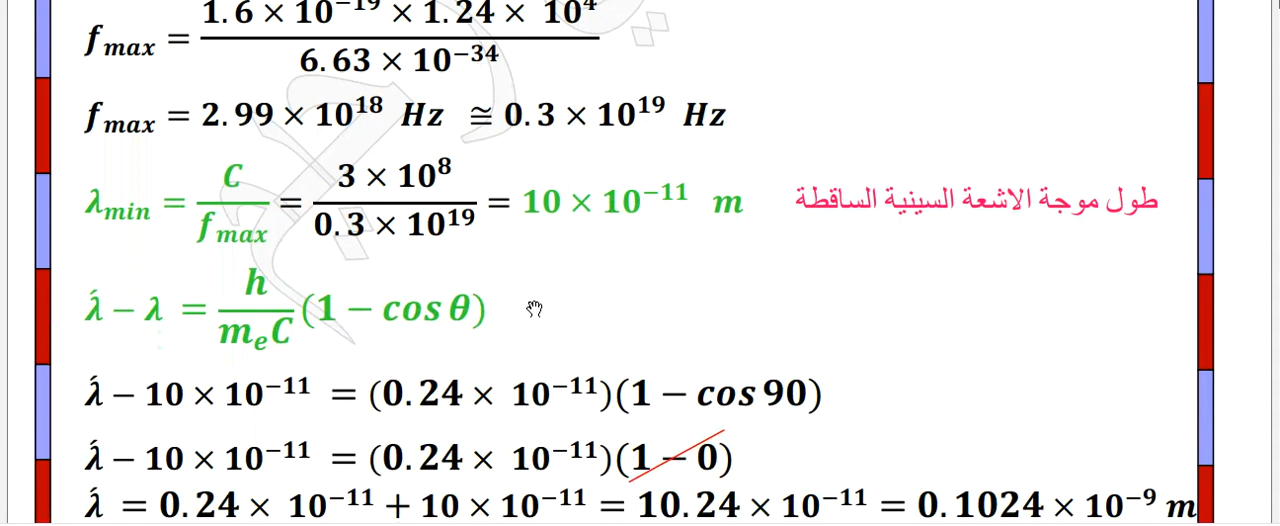 f_max = (1.6 × 10⁻¹⁹ × 1.24 × 10⁴) / (6.63 × 10⁻³⁴)
f_max = 2.99 × 10¹⁸ Hz ≅ 0.3 × 10¹⁹ Hz
λ_min = C / f_max = (3 × 10⁸) / (0.3 × 10¹⁹) = 10 × 10⁻¹¹ m طول موجة الاشعة السينية الساقطة
λ́ − λ = h / (m_e C) (1 − cos θ)
λ́ − 10 × 10⁻¹¹ = (0.24 × 10⁻¹¹)(1 − cos 90)
λ́ − 10 × 10⁻¹¹ = (0.24 × 10⁻¹¹)(1 − 0)
λ́ = 0.24 × 10⁻¹¹ + 10 × 10⁻¹¹ = 10.24 × 10⁻¹¹ = 0.1024 × 10⁻⁹ m